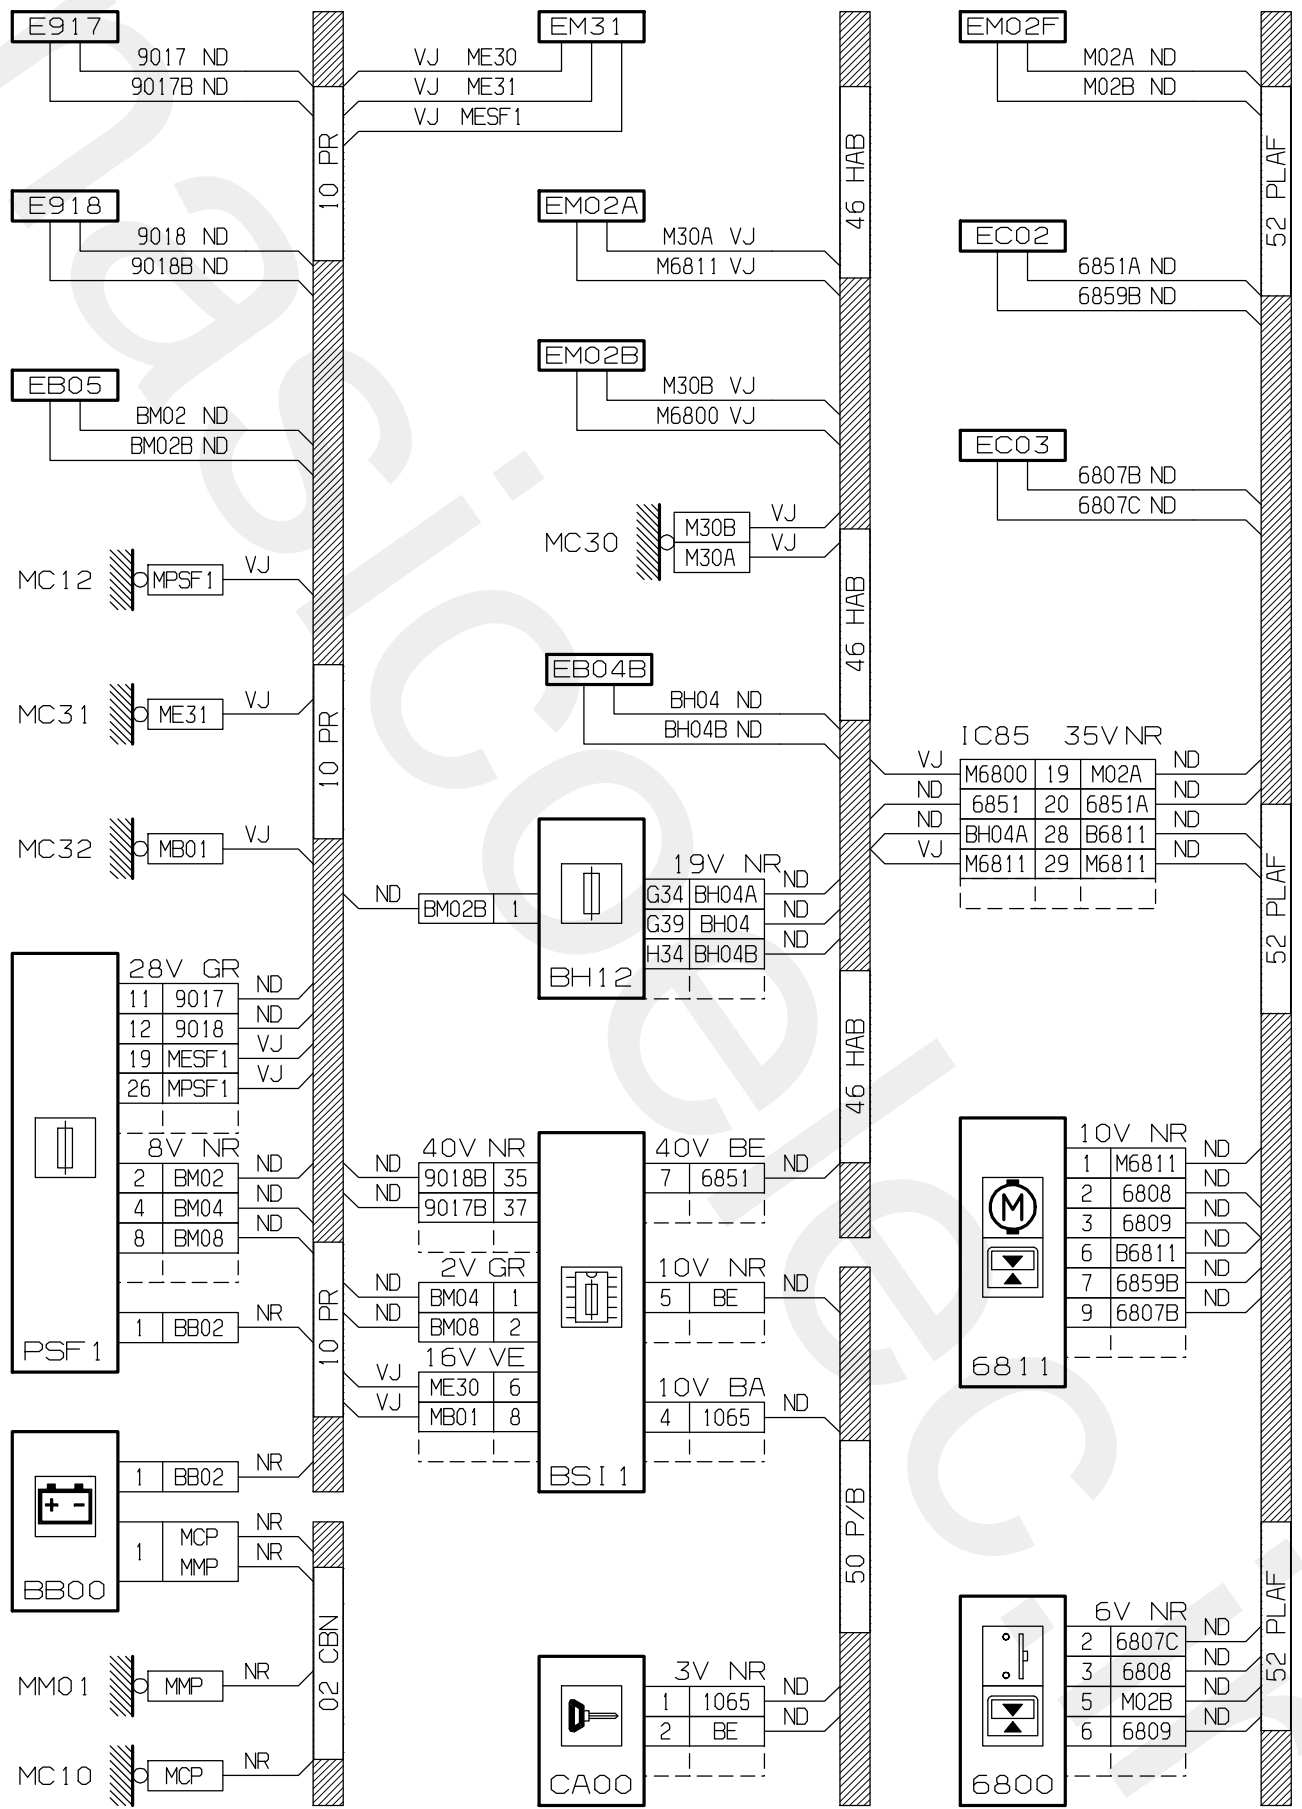 E917
9017 ND
9017B ND
E918
9018 ND
9018B ND
EB05
BM02 ND
BM02B ND
MC12 MPSF1 VJ
MC31 ME31 VJ
MC32 MB01 VJ
28V GR
11 9017 ND
12 9018 ND
19 MESF1 VJ
26 MPSF1 VJ
8V NR
2 BM02 ND
4 BM04 ND
8 BM08 ND
1 BB02 NR
PSF1
1 BB02 NR
1 MCP NR
MMP NR
BB00
MM01 MMP NR
MC10 MCP NR
10 PR
10 PR
10 PR
02 CBN
EM31
VJ ME30
VJ ME31
VJ MESF1
EM02A
M30A VJ
M6811 VJ
EM02B
M30B VJ
M6800 VJ
MC30
M30B VJ
M30A VJ
EB04B
BH04 ND
BH04B ND
19V NR
ND BM02B 1
G34 BH04A ND
G39 BH04 ND
H34 BH04B ND
BH12
40V NR
ND 9018B 35
ND 9017B 37
2V GR
ND BM04 1
ND BM08 2
16V VE
VJ ME30 6
VJ MB01 8
40V BE
7 6851 ND
10V NR
5 BE ND
10V BA
4 1065 ND
BSI1
3V NR
1 1065 ND
2 BE ND
CA00
46 HAB
46 HAB
46 HAB
50 P/B
EM02F
M02A ND
M02B ND
EC02
6851A ND
6859B ND
EC03
6807B ND
6807C ND
IC85 35V NR
VJ M6800 19 M02A ND
ND 6851 20 6851A ND
ND BH04A 28 B6811 ND
VJ M6811 29 M6811 ND
10V NR
1 M6811 ND
2 6808 ND
3 6809 ND
6 B6811 ND
7 6859B ND
9 6807B ND
6811
6V NR
2 6807C ND
3 6808 ND
5 M02B ND
6 6809 ND
6800
52 PLAF
52 PLAF
52 PLAF
M